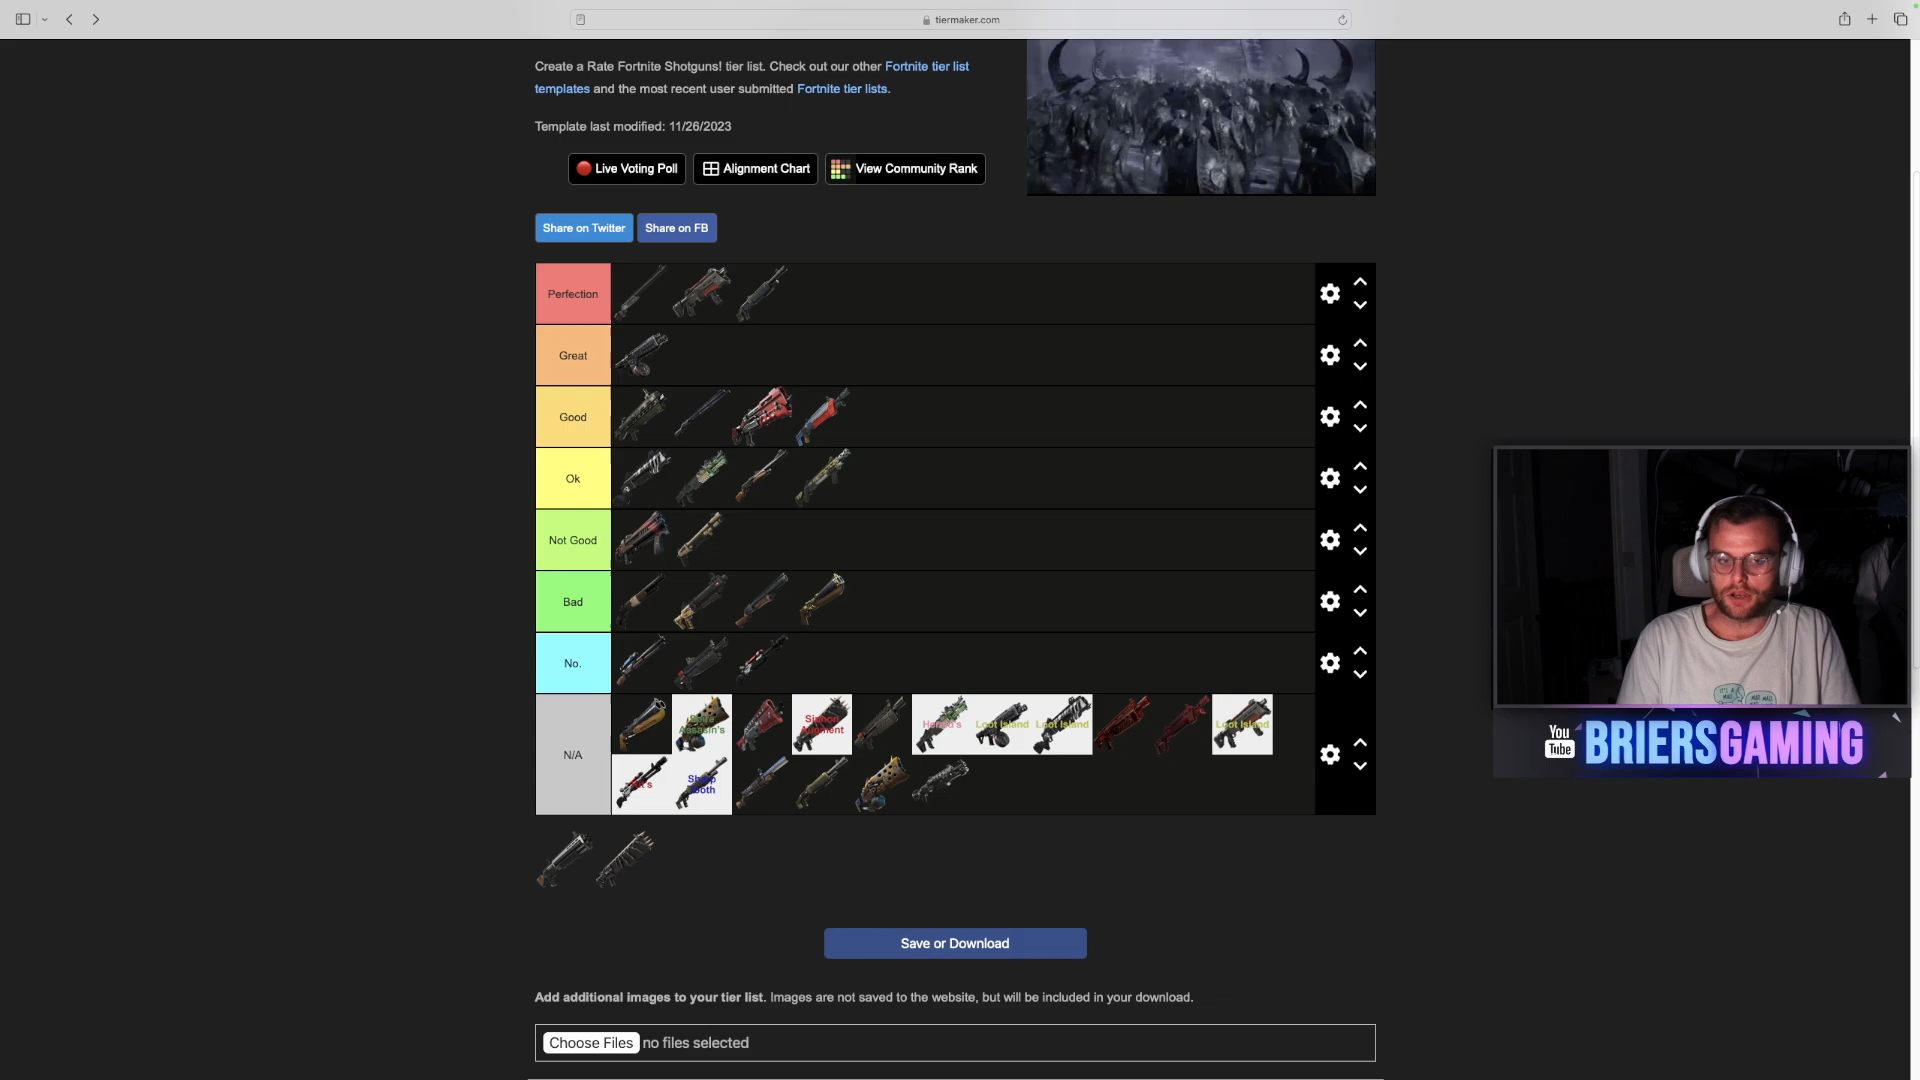 tiermaker.com
Create a Rate Fortnite Shotguns! tier list. Check out our other Fortnite tier list
templates and the most recent user submitted Fortnite tier lists.
Template last modified: 11/26/2023
Live Voting Poll
Alignment Chart
View Community Rank
Share on Twitter
Share on FB
Perfection
Great
Good
Ok
Not Good
Bad
No.
N/A
Siphon
Augment
Loot Island
Loot Island
Loot Island
Save or Download
Add additional images to your tier list. Images are not saved to the website, but will be included in your download.
Choose Files no files selected
You
Tube
BRIERSGAMING